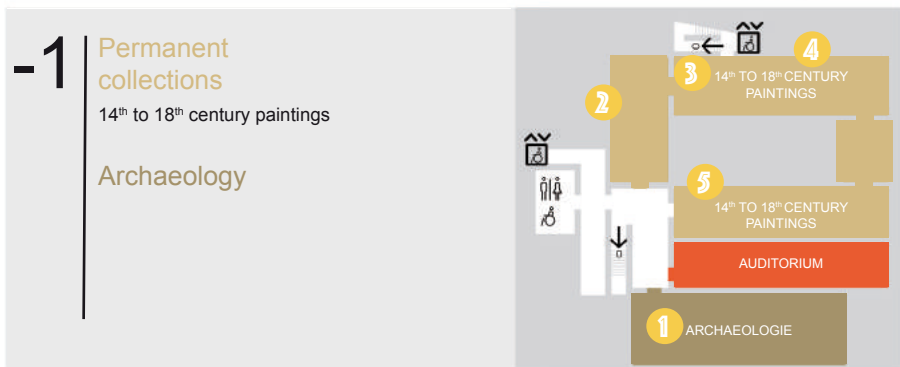 -1
Permanent
collections
14th to 18th century paintings
Archaeology
4
3
14th TO 18th CENTURY
PAINTINGS
2
5
14th TO 18th CENTURY
PAINTINGS
AUDITORIUM
1
ARCHAEOLOGIE